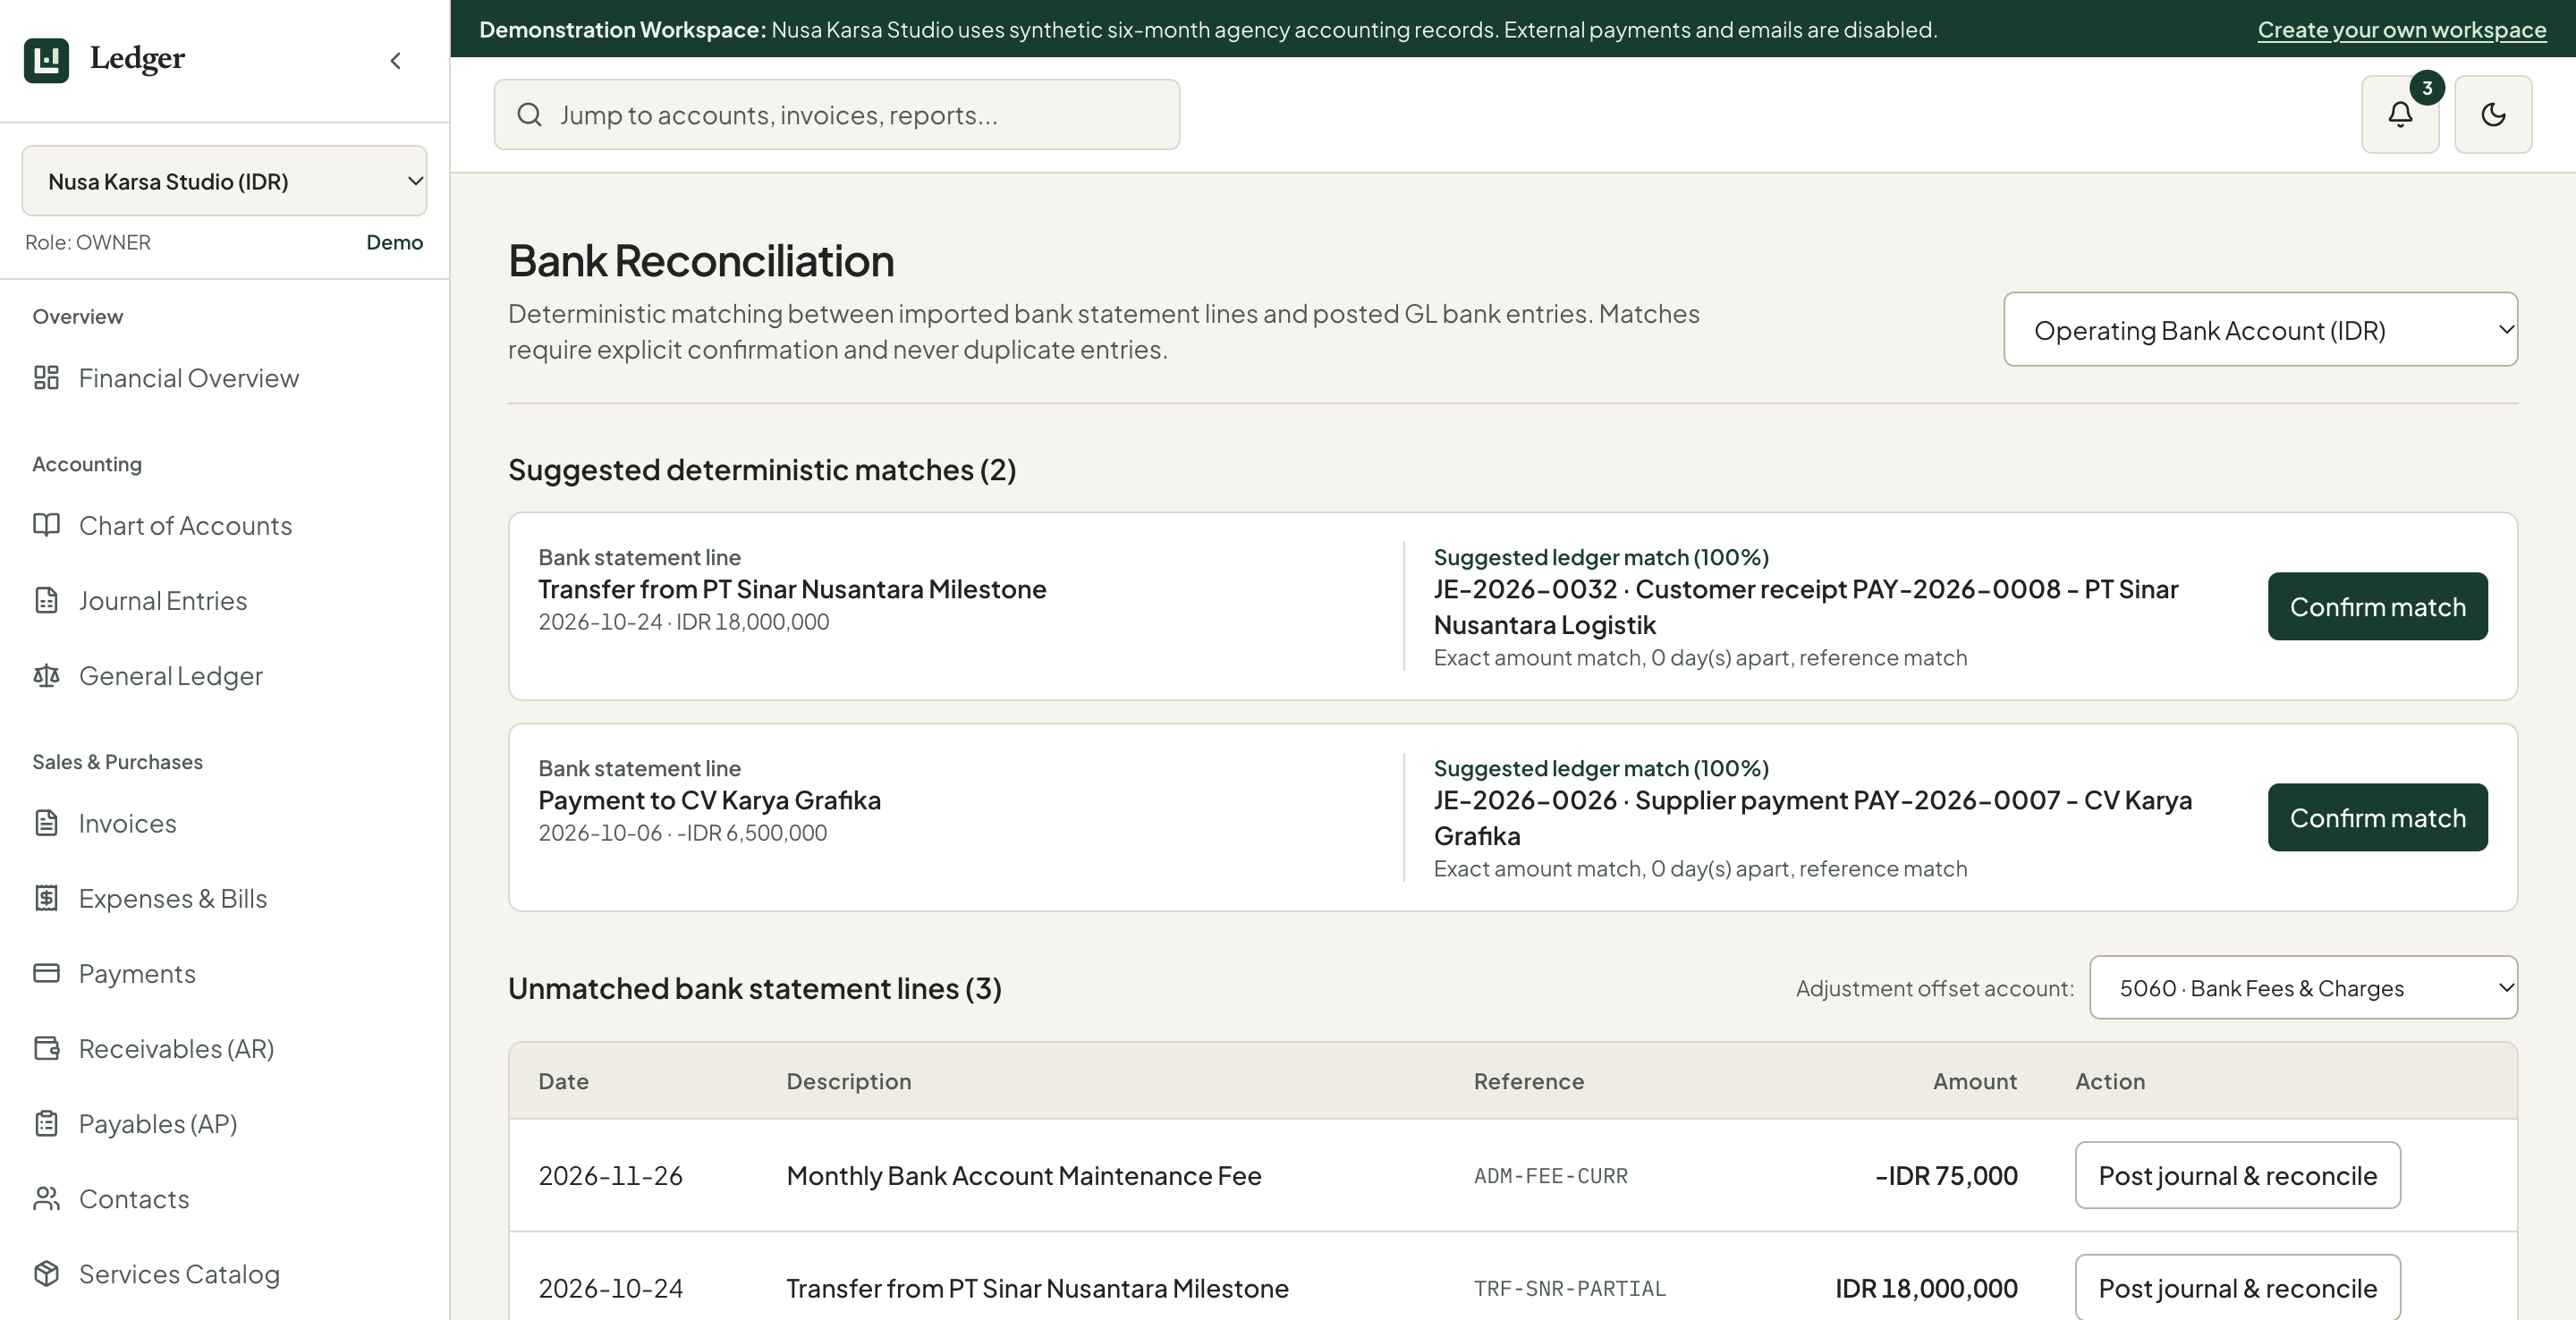 Ledger
Nusa Karsa Studio (IDR)
Role: OWNER
Demo
Overview
Financial Overview
Accounting
Chart of Accounts
Journal Entries
General Ledger
Sales & Purchases
Invoices
Expenses & Bills
Payments
Receivables (AR)
Payables (AP)
Contacts
Services Catalog
Demonstration Workspace: Nusa Karsa Studio uses synthetic six-month agency accounting records. External payments and emails are disabled.
Create your own workspace
Jump to accounts, invoices, reports...
3
Bank Reconciliation
Deterministic matching between imported bank statement lines and posted GL bank entries. Matches
require explicit confirmation and never duplicate entries.
Operating Bank Account (IDR)
Suggested deterministic matches (2)
Bank statement line
Transfer from PT Sinar Nusantara Milestone
2026-10-24 · IDR 18,000,000
Suggested ledger match (100%)
JE-2026-0032 · Customer receipt PAY-2026-0008 - PT Sinar
Nusantara Logistik
Exact amount match, 0 day(s) apart, reference match
Confirm match
Bank statement line
Payment to CV Karya Grafika
2026-10-06 · -IDR 6,500,000
Suggested ledger match (100%)
JE-2026-0026 · Supplier payment PAY-2026-0007 - CV Karya
Grafika
Exact amount match, 0 day(s) apart, reference match
Confirm match
Unmatched bank statement lines (3)
Adjustment offset account:
5060 · Bank Fees & Charges
Date Description Reference Amount Action
2026-11-26 Monthly Bank Account Maintenance Fee ADM-FEE-CURR -IDR 75,000 Post journal & reconcile
2026-10-24 Transfer from PT Sinar Nusantara Milestone TRF-SNR-PARTIAL IDR 18,000,000 Post journal & reconcile